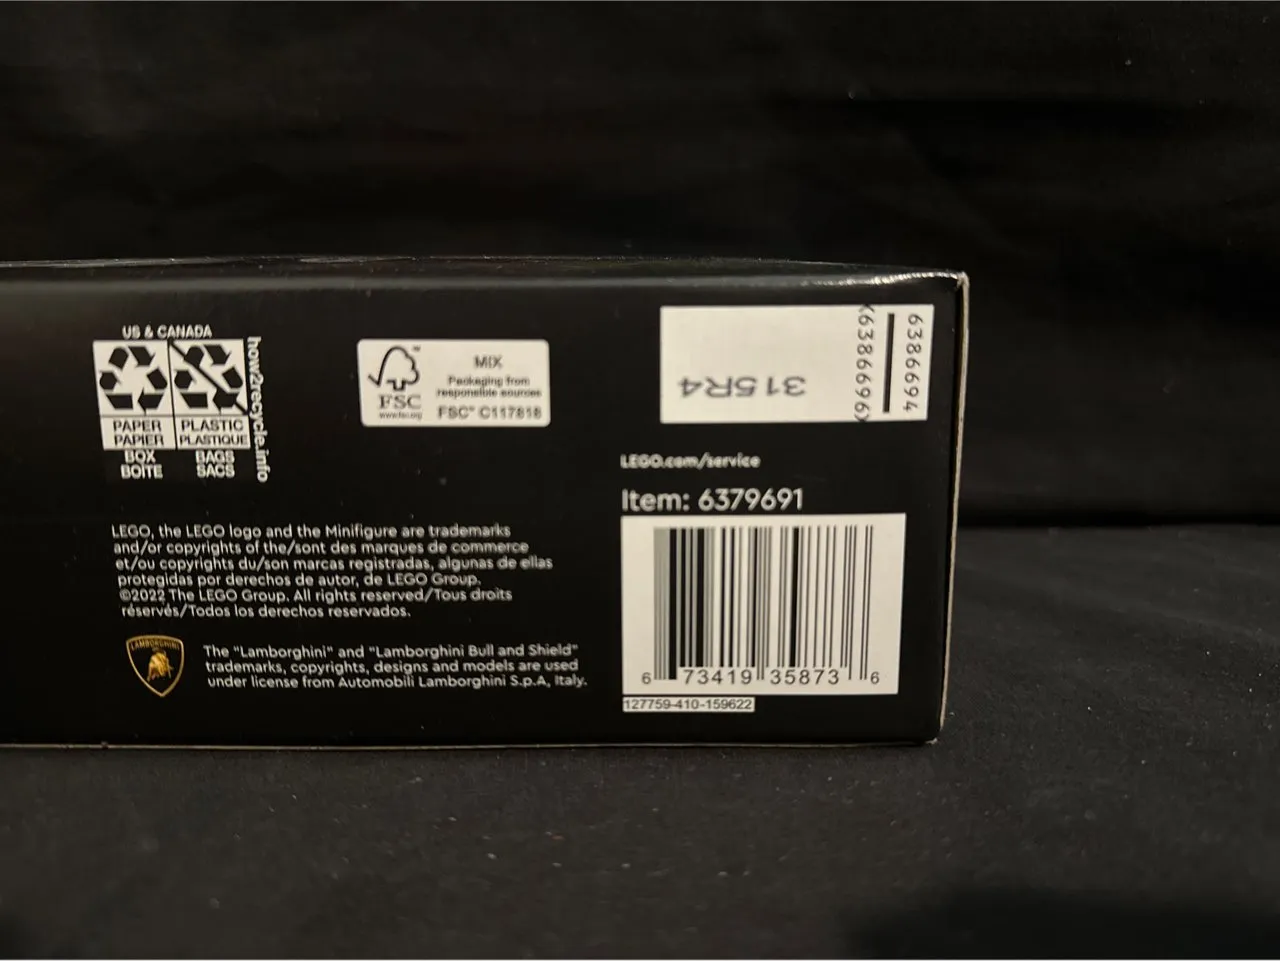 US & CANADA
how2recycle.info
PAPER
PAPIER
BOX
BOÎTE
PLASTIC
PLASTIQUE
BAGS
SACS
FSC
www.fsc.org
MIX
Packaging from
responsible sources
FSC™ C117818
315R4
(6386696)
6386694
LEGO.com/service
Item: 6379691
6 73419 35873 6
127759-410-159622
LEGO, the LEGO logo and the Minifigure are trademarks
and/or copyrights of the/sont des marques de commerce
et/ou copyrights du/son marcas registradas, algunas de ellas
protegidas por derechos de autor, de LEGO Group.
©2022 The LEGO Group. All rights reserved/Tous droits
réservés/Todos los derechos reservados.
LAMBORGHINI
The "Lamborghini" and "Lamborghini Bull and Shield"
trademarks, copyrights, designs and models are used
under license from Automobili Lamborghini S.p.A, Italy.